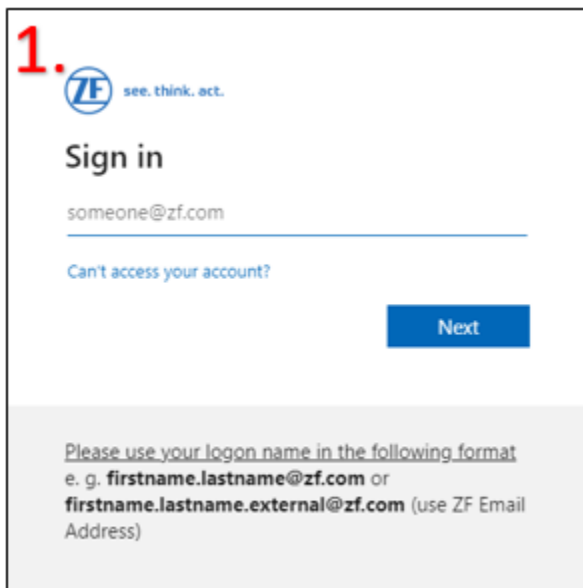 1.
ZF see. think. act.
Sign in
someone@zf.com
Can't access your account?
Next
Please use your logon name in the following format
e. g. firstname.lastname@zf.com or
firstname.lastname.external@zf.com (use ZF Email
Address)